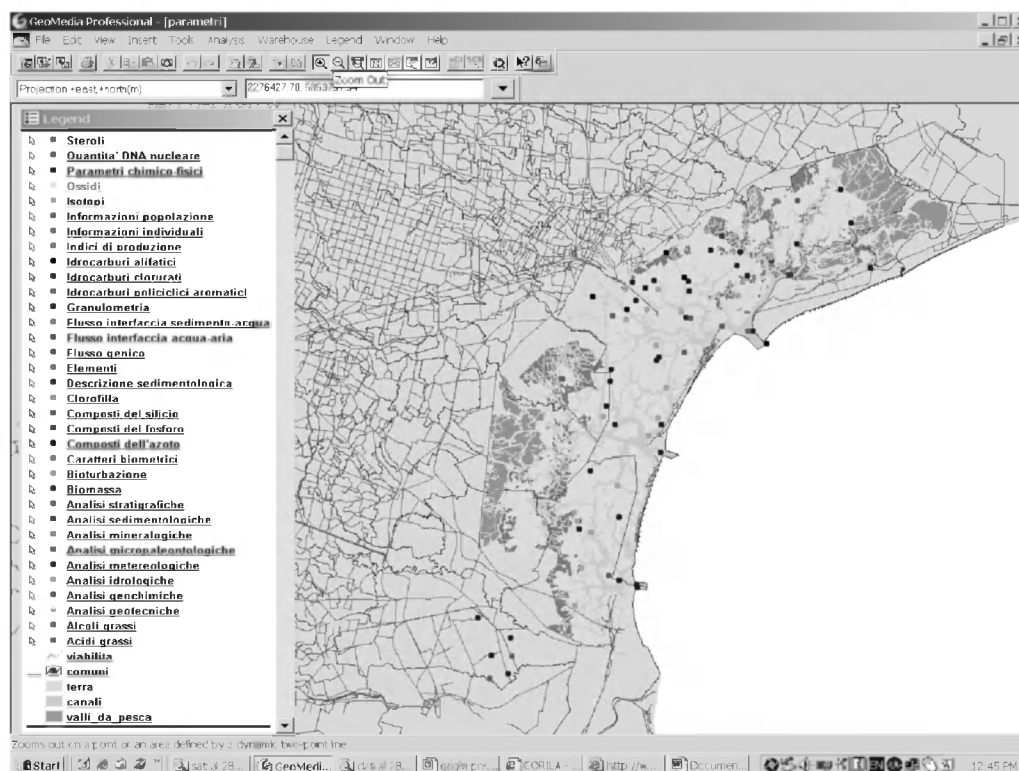 GeoMedia Professional - [parametri]
File Edit View Insert Tools Analysis Warehouse Legend Window Help
Zoom Out
Projection +east,+north(m)
Legend
Steroli
Quantita' DNA nucleare
Parametri chimico-fisici
Ossidi
Isotopi
Informazioni popolazione
Informazioni individuali
Indici di produzione
Idrocarburi alifatici
Idrocarburi clorurati
Idrocarburi policiclici aromatici
Granulometria
Flusso interfaccia sedimento-acqua
Flusso interfaccia acqua-aria
Flusso genico
Elementi
Descrizione sedimentologica
Clorofilla
Composti del silicio
Composti del fosforo
Composti dell'azoto
Caratteri biometrici
Bioturbazione
Biomassa
Analisi stratigrafiche
Analisi sedimentologiche
Analisi mineralogiche
Analisi micropaleontologiche
Analisi metereologiche
Analisi idrologiche
Analisi geochimiche
Analisi geotecniche
Alcoli grassi
Acidi grassi
viabilita
comuni
terra
canali
valli_da_pesca
Zooms out on a point or an area defined by a dynamic two-point line
Start GeoMedi... CORILA - ... http://w... Documen... EN 12:45 PM